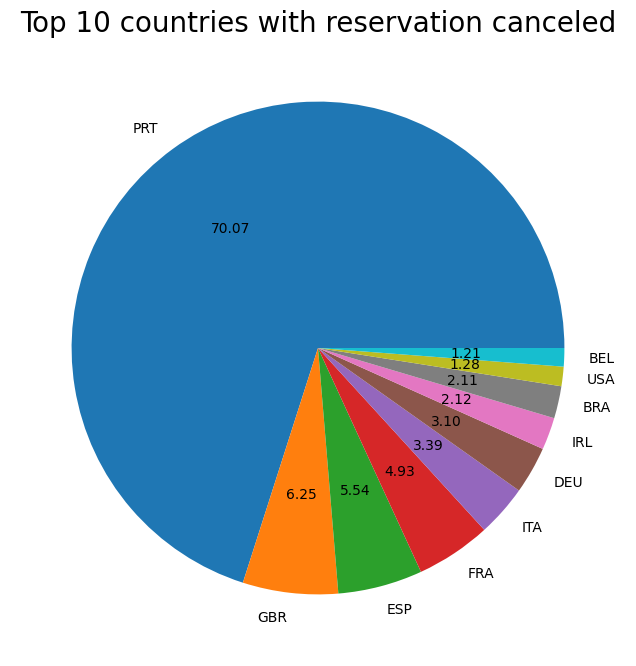 Top 10 countries with reservation canceled
PRT
70.07
1.21
BEL
1.28
USA
2.11
BRA
2.12
IRL
3.10
DEU
3.39
ITA
4.93
FRA
5.54
ESP
6.25
GBR